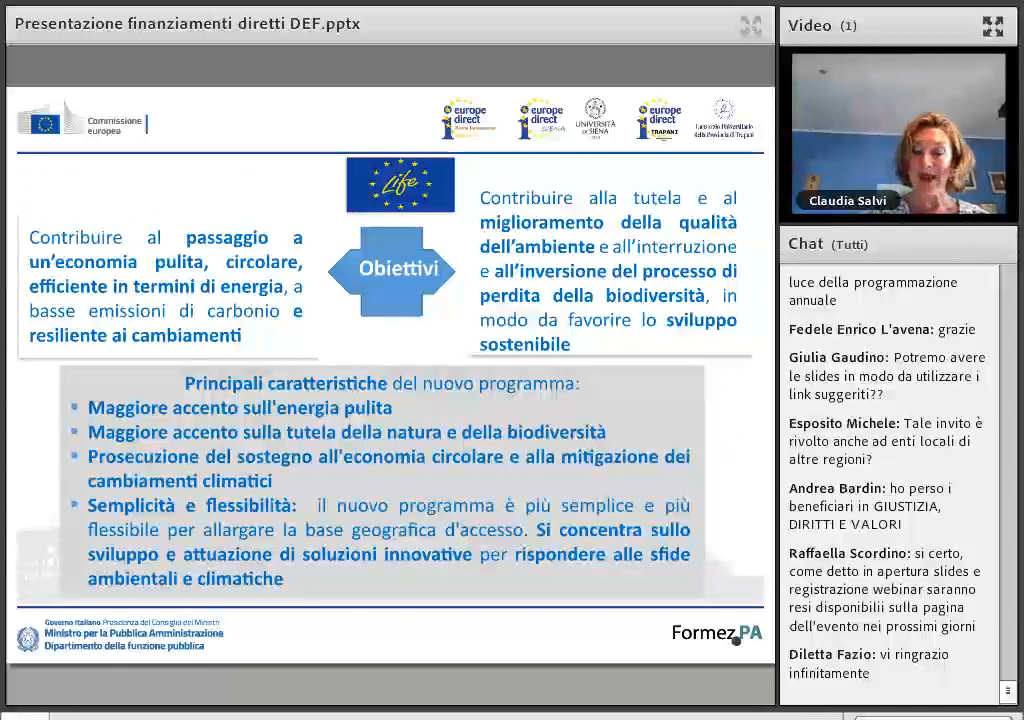 Presentazione finanziamenti diretti DEF.pptx
Commissione
europea
europe
direct
europe
direct
SIENA
UNIVERSITÀ
DI SIENA
europe
direct
TRAPANI
Life
Contribuire al passaggio a
un'economia pulita, circolare,
efficiente in termini di energia, a
basse emissioni di carbonio e
resiliente ai cambiamenti
Obiettivi
Contribuire alla tutela e al
miglioramento della qualità
dell'ambiente e all'interruzione
e all'inversione del processo di
perdita della biodiversità, in
modo da favorire lo sviluppo
sostenibile
Principali caratteristiche del nuovo programma:
Maggiore accento sull'energia pulita
Maggiore accento sulla tutela della natura e della biodiversità
Prosecuzione del sostegno all'economia circolare e alla mitigazione dei
cambiamenti climatici
Semplicità e flessibilità: il nuovo programma è più semplice e più
flessibile per allargare la base geografica d'accesso. Si concentra sullo
sviluppo e attuazione di soluzioni innovative per rispondere alle sfide
ambientali e climatiche
Governo Italiano Presidenza del Consiglio dei Ministri
Ministro per la Pubblica Amministrazione
Dipartimento della funzione pubblica
Formez PA
Video (1)
Claudia Salvi
Chat (Tutti)
luce della programmazione
annuale
Fedele Enrico L'avena: grazie
Giulia Gaudino: Potremo avere
le slides in modo da utilizzare i
link suggeriti??
Esposito Michele: Tale invito è
rivolto anche ad enti locali di
altre regioni?
Andrea Bardin: ho perso i
beneficiari in GIUSTIZIA,
DIRITTI E VALORI
Raffaella Scordino: si certo,
come detto in apertura slides e
registrazione webinar saranno
resi disponibilii sulla pagina
dell'evento nei prossimi giorni
Diletta Fazio: vi ringrazio
infinitamente